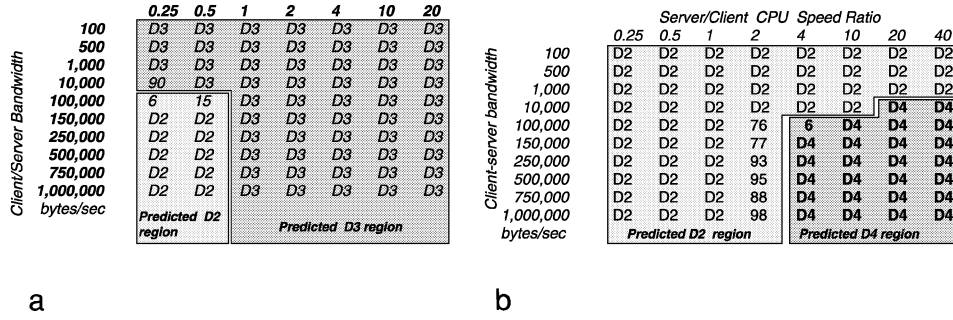 0.25 0.5 1 2 4 10 20
Client/Server Bandwidth
100 D3 D3 D3 D3 D3 D3 D3
500 D3 D3 D3 D3 D3 D3 D3
1,000 D3 D3 D3 D3 D3 D3 D3
10,000 90 D3 D3 D3 D3 D3 D3
100,000 6 15 D3 D3 D3 D3 D3
150,000 D2 D2 D3 D3 D3 D3 D3
250,000 D2 D2 D3 D3 D3 D3 D3
500,000 D2 D2 D3 D3 D3 D3 D3
750,000 D2 D2 D3 D3 D3 D3 D3
1,000,000 D2 D2 D3 D3 D3 D3 D3
bytes/sec
Predicted D2
region
Predicted D3 region
a
Server/Client CPU Speed Ratio
0.25 0.5 1 2 4 10 20 40
Client-server bandwidth
100 D2 D2 D2 D2 D2 D2 D2 D2
500 D2 D2 D2 D2 D2 D2 D2 D2
1,000 D2 D2 D2 D2 D2 D2 D2 D2
10,000 D2 D2 D2 D2 D2 D2 D4 D4
100,000 D2 D2 D2 76 6 D4 D4 D4
150,000 D2 D2 D2 77 D4 D4 D4 D4
250,000 D2 D2 D2 93 D4 D4 D4 D4
500,000 D2 D2 D2 95 D4 D4 D4 D4
750,000 D2 D2 D2 88 D4 D4 D4 D4
1,000,000 D2 D2 D2 98 D4 D4 D4 D4
bytes/sec
Predicted D2 region
Predicted D4 region
b